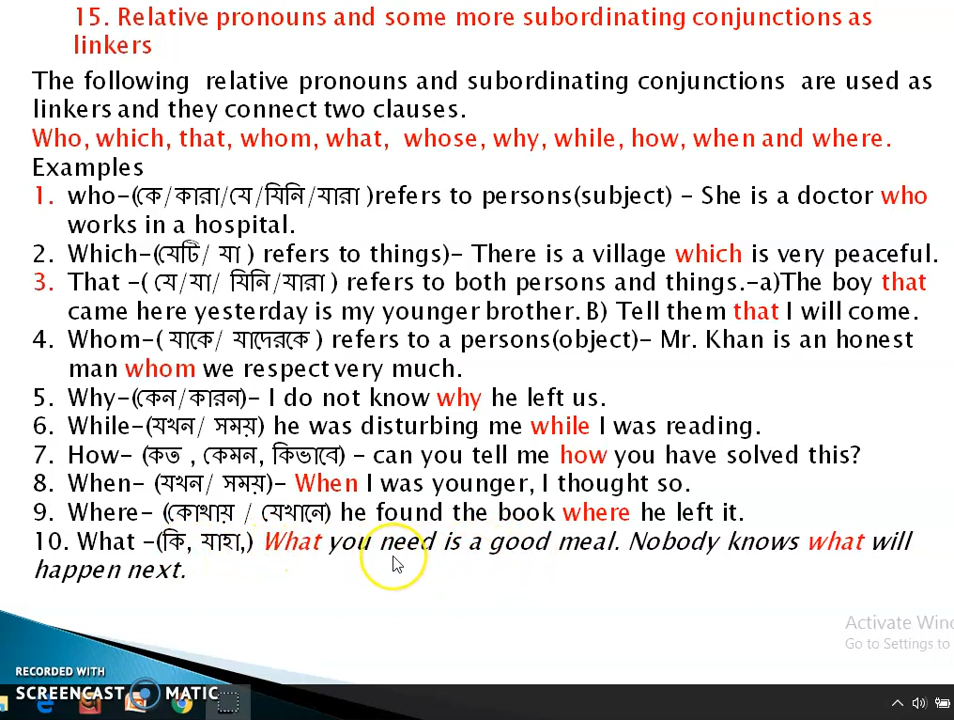 15. Relative pronouns and some more subordinating conjunctions as
linkers
The following relative pronouns and subordinating conjunctions are used as
linkers and they connect two clauses.
Who, which, that, whom, what, whose, why, while, how, when and where.
Examples
1. who-(কে/কারা/যে/যিনি/যারা )refers to persons(subject) - She is a doctor who
works in a hospital.
2. Which-(যেটি/ যা ) refers to things)- There is a village which is very peaceful.
3. That -( যে/যা/ যিনি/যারা ) refers to both persons and things.-a)The boy that
came here yesterday is my younger brother. B) Tell them that I will come.
4. Whom-( যাকে/ যাদেরকে ) refers to a persons(object)- Mr. Khan is an honest
man whom we respect very much.
5. Why-(কেন/কারন)- I do not know why he left us.
6. While-(যখন/ সময়) he was disturbing me while I was reading.
7. How- (কত , কেমন, কিভাবে) - can you tell me how you have solved this?
8. When- (যখন/ সময়)- When I was younger, I thought so.
9. Where- (কোথায় / যেখানে) he found the book where he left it.
10. What -(কি, যাহা,) What you need is a good meal. Nobody knows what will
happen next.
Activate Wind
Go to Settings to
RECORDED WITH
SCREENCAST MATIC